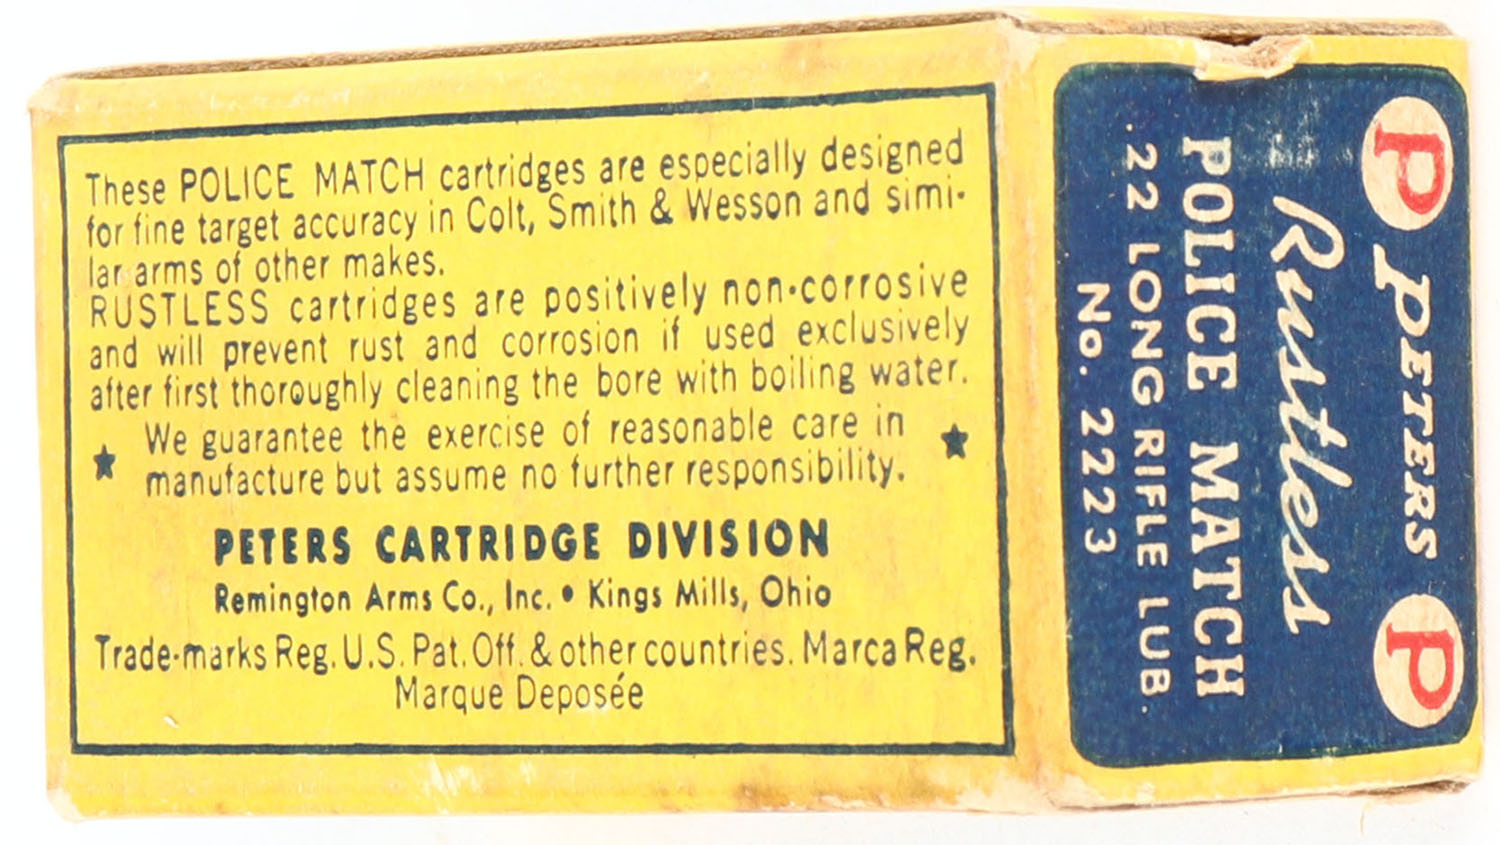 These POLICE MATCH cartridges are especially designed
for fine target accuracy in Colt, Smith & Wesson and simi-
lar arms of other makes.
RUSTLESS cartridges are positively non-corrosive
and will prevent rust and corrosion if used exclusively
after first thoroughly cleaning the bore with boiling water.
We guarantee the exercise of reasonable care in
manufacture but assume no further responsibility.
PETERS CARTRIDGE DIVISION
Remington Arms Co., Inc. • Kings Mills, Ohio
Trade-marks Reg. U.S. Pat. Off. & other countries. Marca Reg.
Marque Deposée
P PETERS P
Rustless
POLICE MATCH
.22 LONG RIFLE LUB.
No. 2223